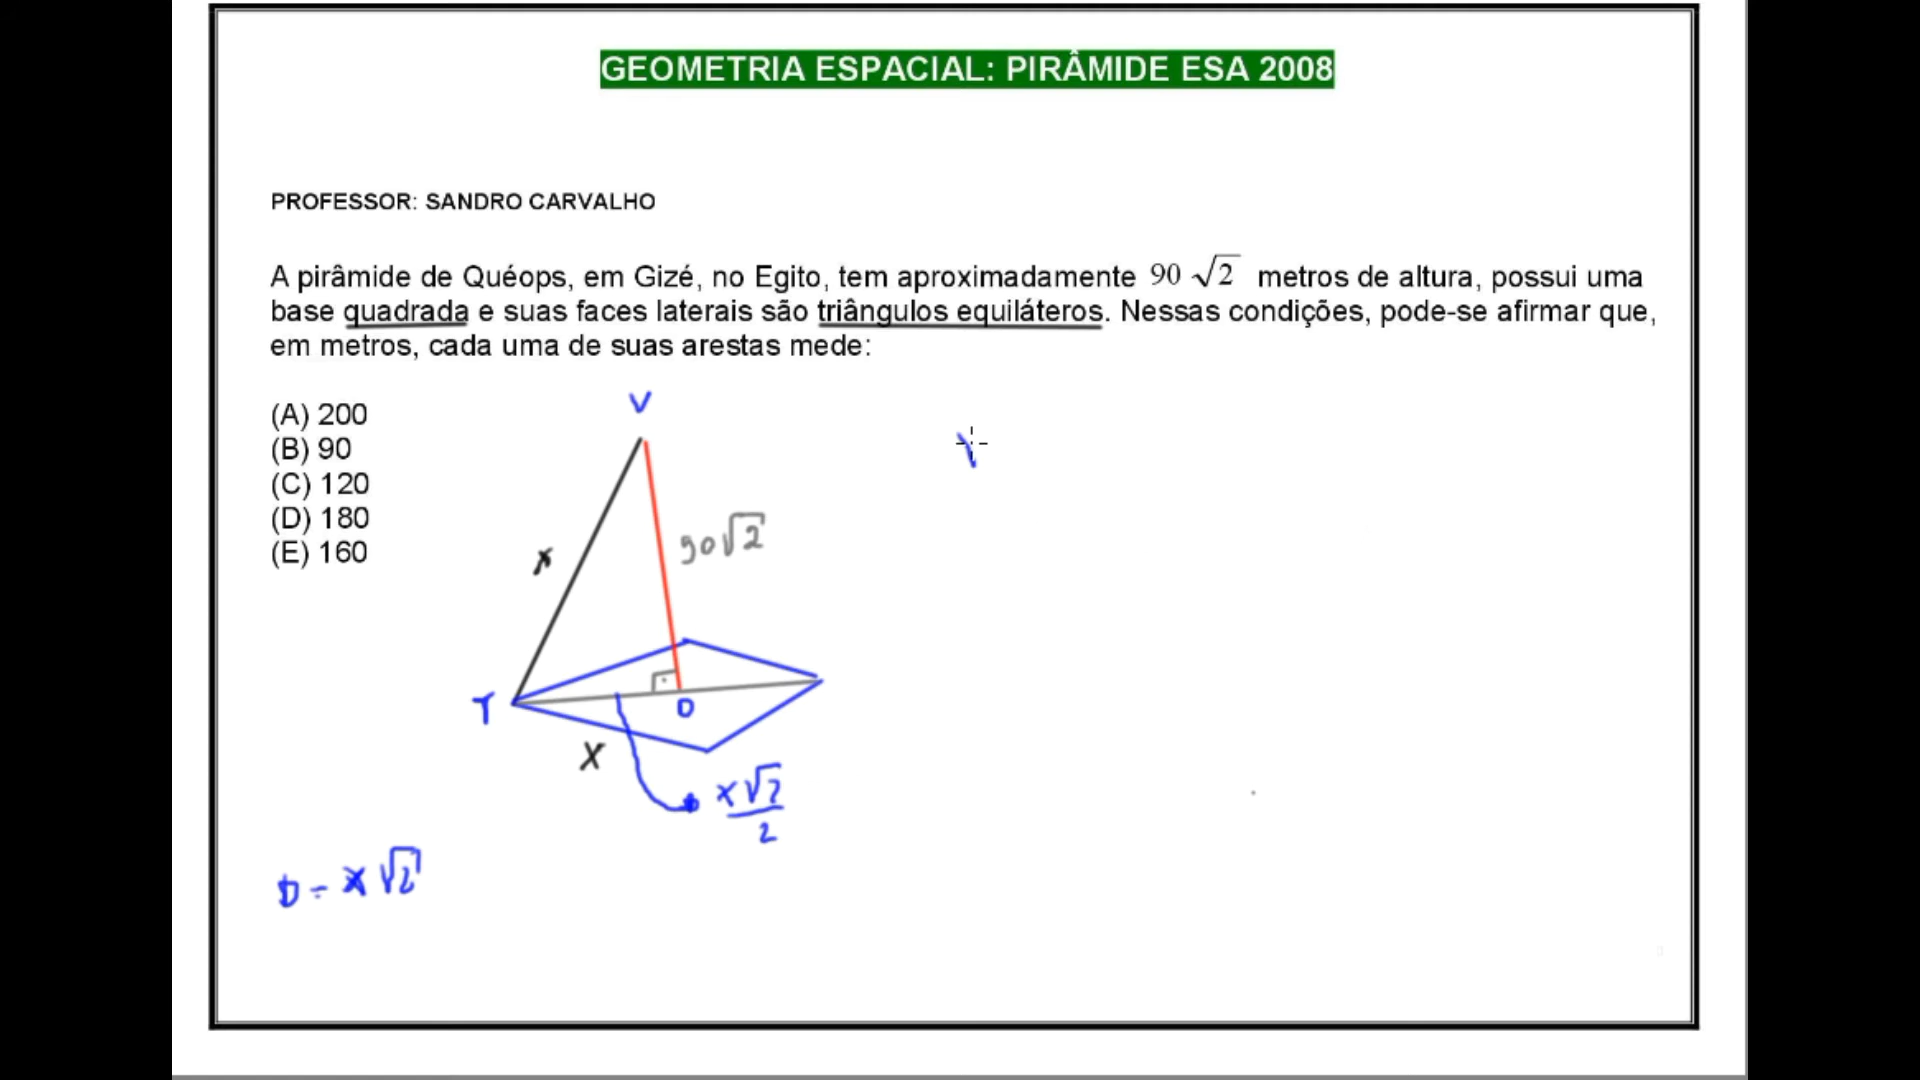 GEOMETRIA ESPACIAL: PIRÂMIDE ESA 2008
PROFESSOR: SANDRO CARVALHO
A pirâmide de Quéops, em Gizé, no Egito, tem aproximadamente 90 √2 metros de altura, possui uma
base quadrada e suas faces laterais são triângulos equiláteros. Nessas condições, pode-se afirmar que,
em metros, cada uma de suas arestas mede:
(A) 200
(B) 90
(C) 120
(D) 180
(E) 160
V
x
90√2
T
O
X
x√2/2
D = x√2